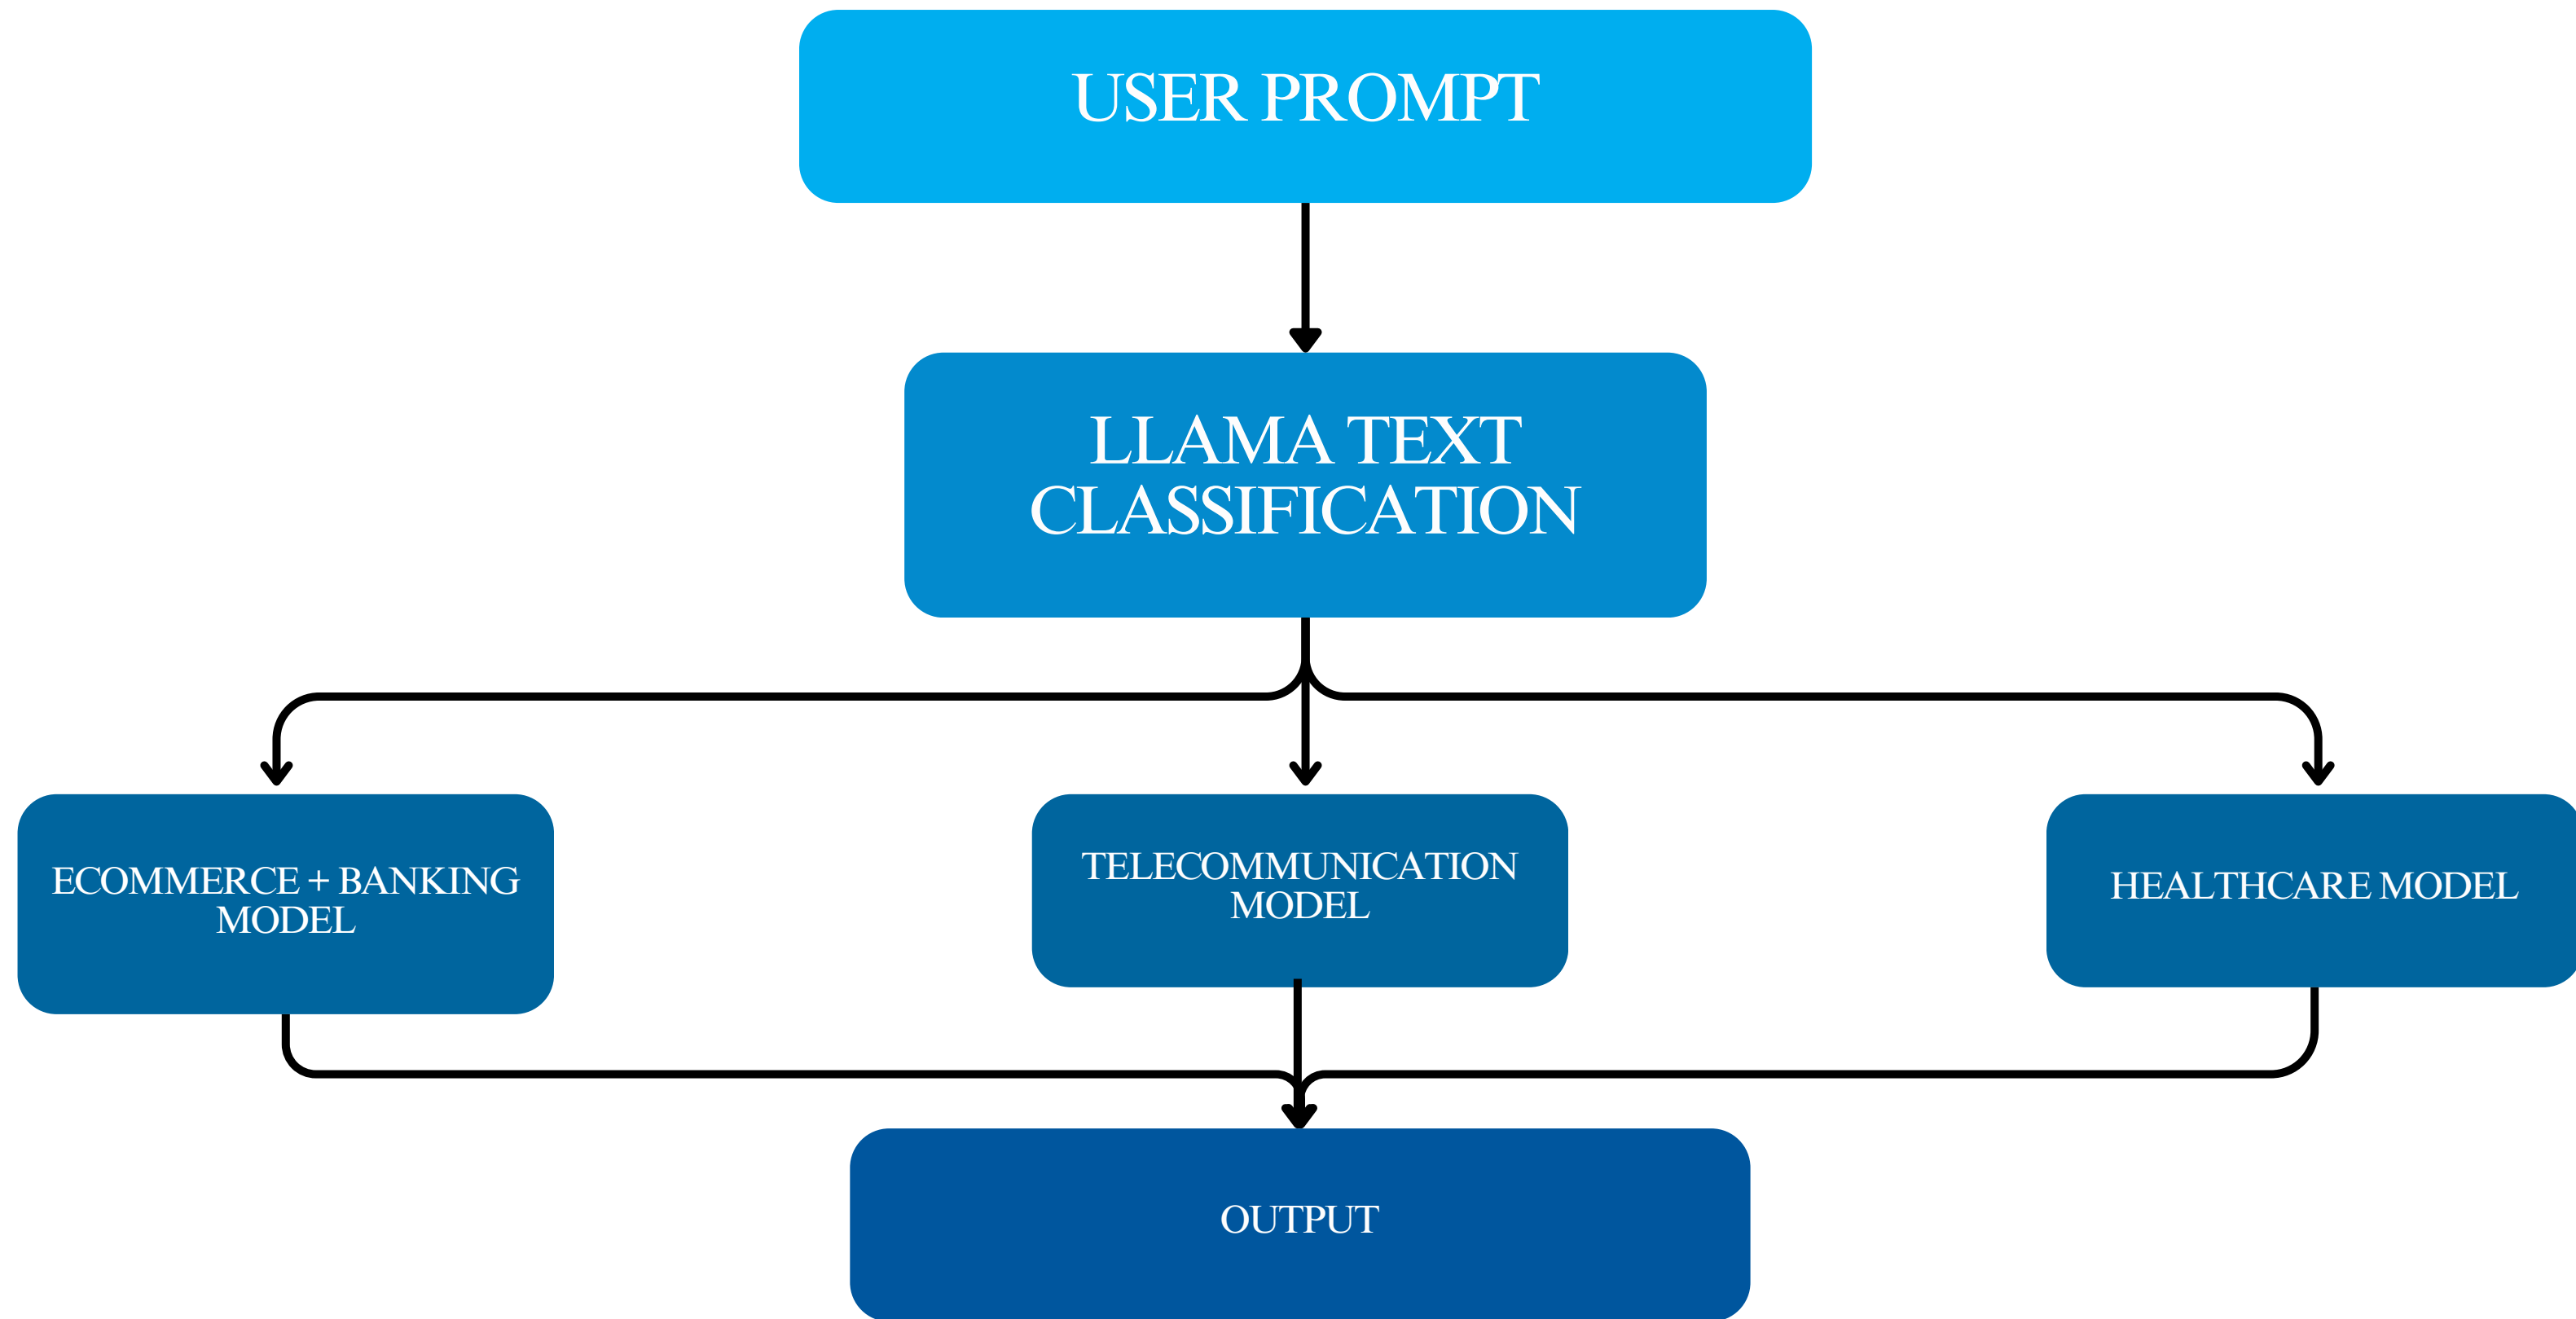 USER PROMPT
LLAMA TEXT
CLASSIFICATION
ECOMMERCE + BANKING
MODEL
TELECOMMUNICATION
MODEL
HEALTHCARE MODEL
OUTPUT